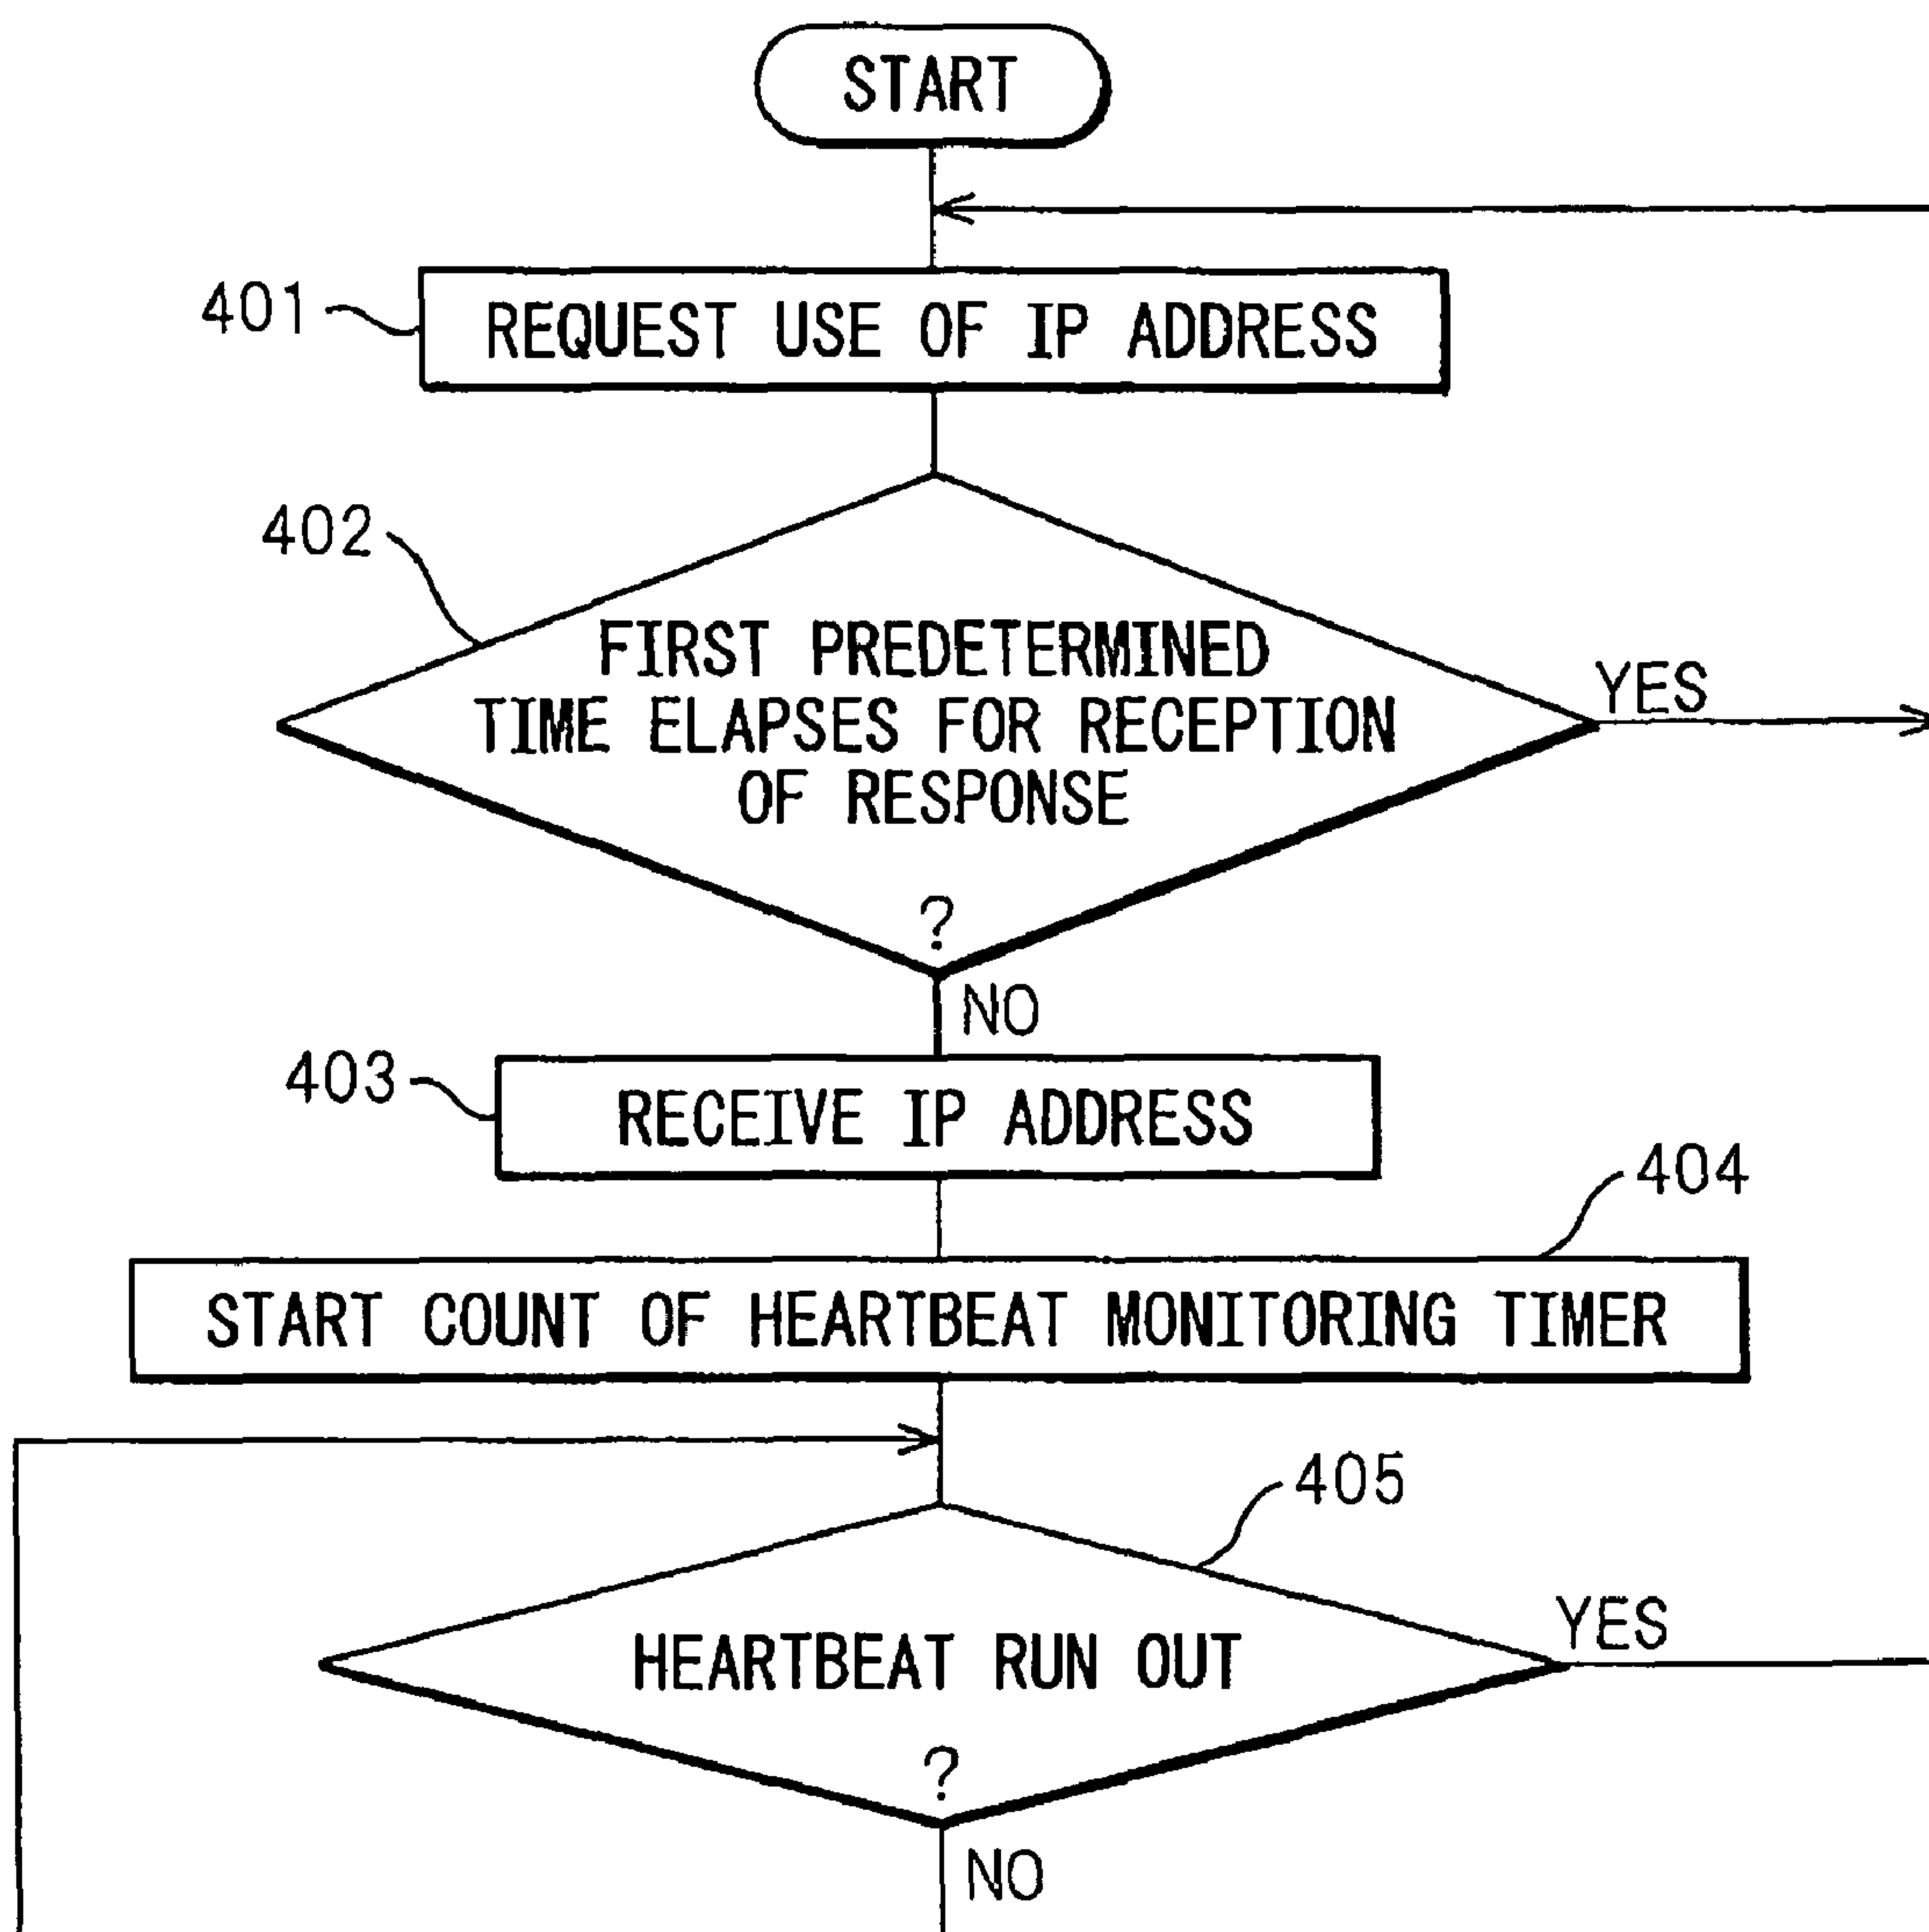 START
401
REQUEST USE OF IP ADDRESS
402
FIRST PREDETERMINED
TIME ELAPSES FOR RECEPTION
OF RESPONSE
?
YES
NO
403
RECEIVE IP ADDRESS
404
START COUNT OF HEARTBEAT MONITORING TIMER
405
HEARTBEAT RUN OUT
?
YES
NO